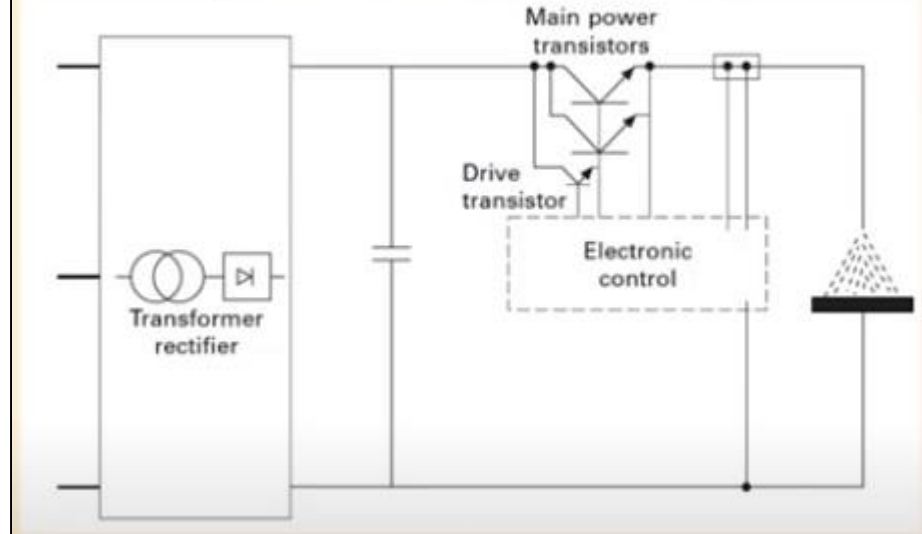 Main power
transistors
Drive
transistor
Electronic
control
Transformer
rectifier